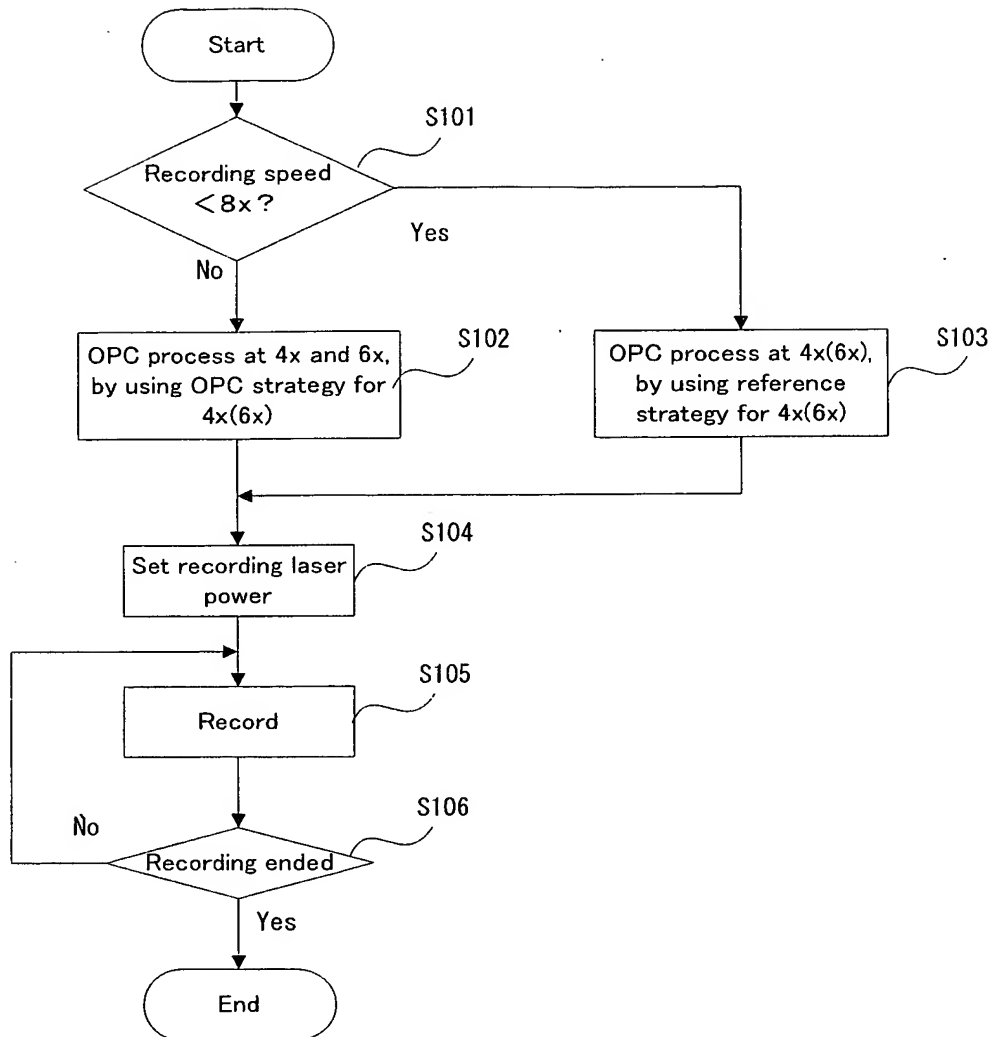 Start
S101
Recording speed
<8x?
Yes
No
S102
OPC process at 4x and 6x,
by using OPC strategy for
4x(6x)
S103
OPC process at 4x(6x),
by using reference
strategy for 4x(6x)
S104
Set recording laser
power
S105
Record
S106
No
Recording ended
Yes
End